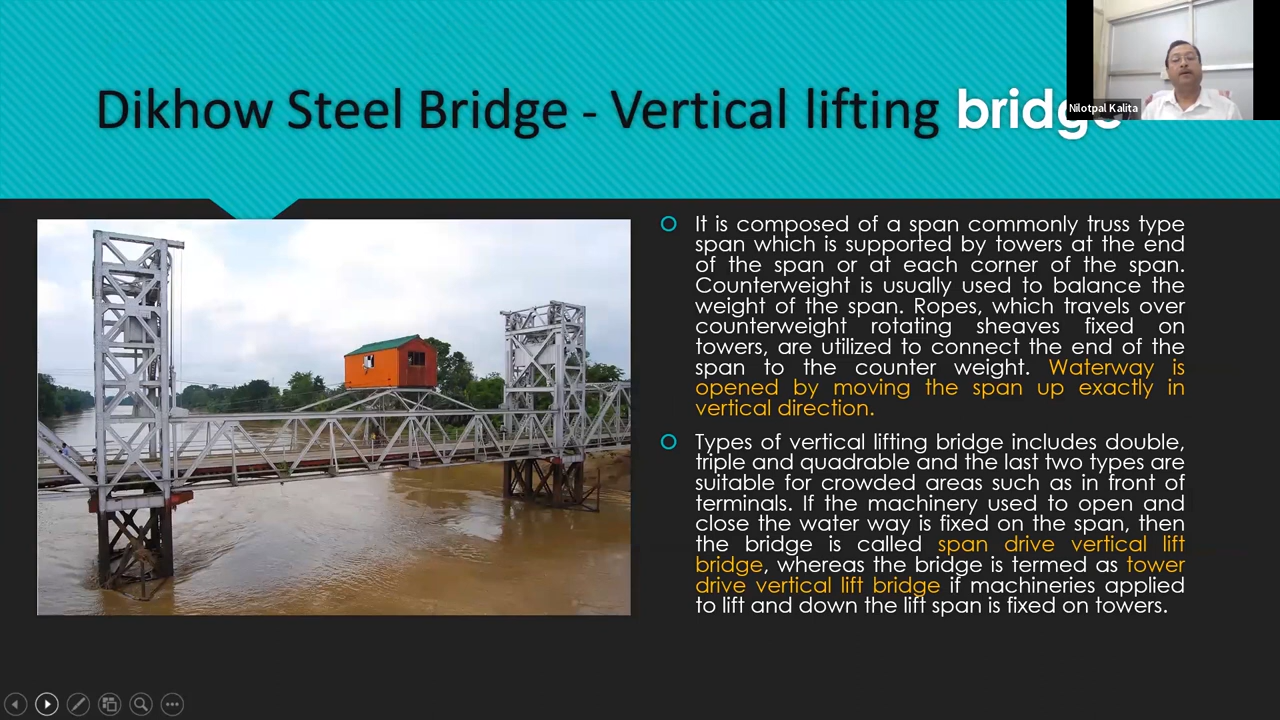 Dikhow Steel Bridge - Vertical lifting bridge
Nilotpal Kalita
It is composed of a span commonly truss type
span which is supported by towers at the end
of the span or at each corner of the span.
Counterweight is usually used to balance the
weight of the span. Ropes, which travels over
counterweight rotating sheaves fixed on
towers, are utilized to connect the end of the
span to the counter weight. Waterway is
opened by moving the span up exactly in
vertical direction.
Types of vertical lifting bridge includes double,
triple and quadrable and the last two types are
suitable for crowded areas such as in front of
terminals. If the machinery used to open and
close the water way is fixed on the span, then
the bridge is called span drive vertical lift
bridge, whereas the bridge is termed as tower
drive vertical lift bridge if machineries applied
to lift and down the lift span is fixed on towers.